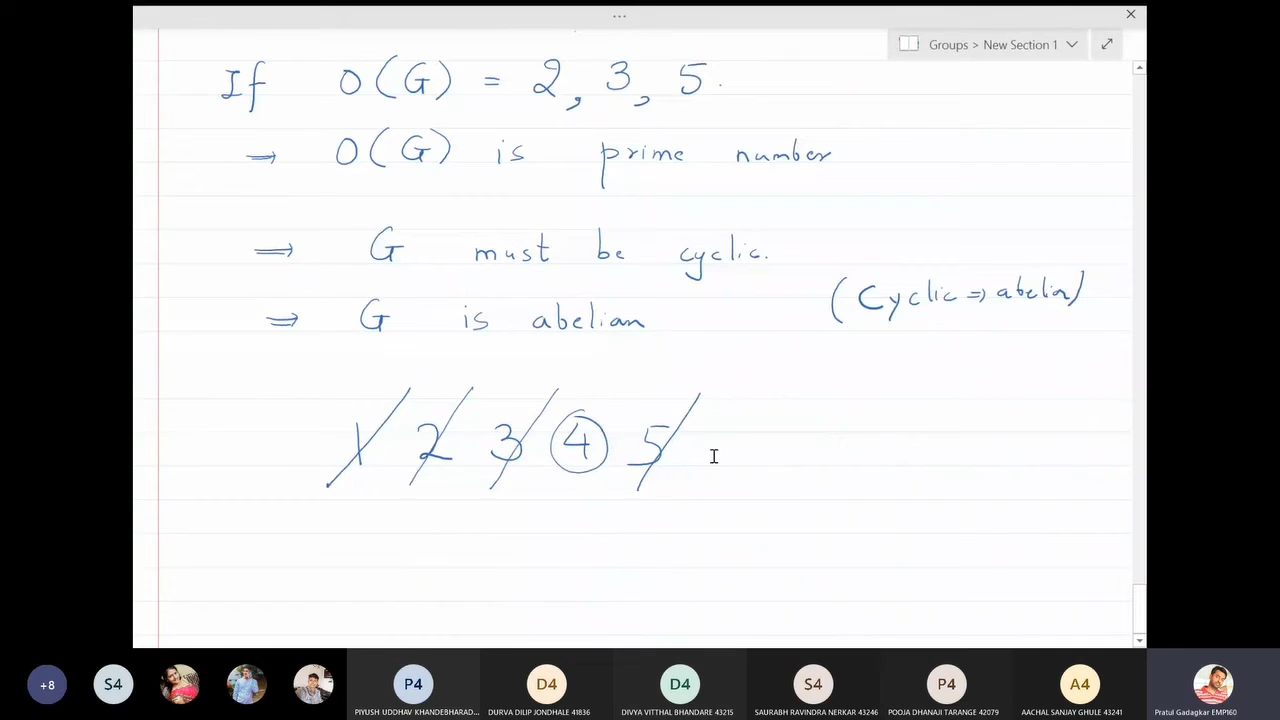 Groups > New Section 1
If O(G) = 2, 3, 5.
→ O(G) is prime number
⇒ G must be cyclic.
(Cyclic ⇒ abelian)
⇒ G is abelian
1 2 3 4 5
+8
S4
P4
D4
D4
S4
P4
A4
PIYUSH UDDHAV KHANDEBHARAD...
DURVA DILIP JONDHALE 41836
DIVYA VITTHAL BHANDARE 43215
SAURABH RAVINDRA NERKAR 43246
POOJA DHANAJI TARANGE 42079
AACHAL SANJAY GHULE 43241
Pratul Gadagkar EMP160